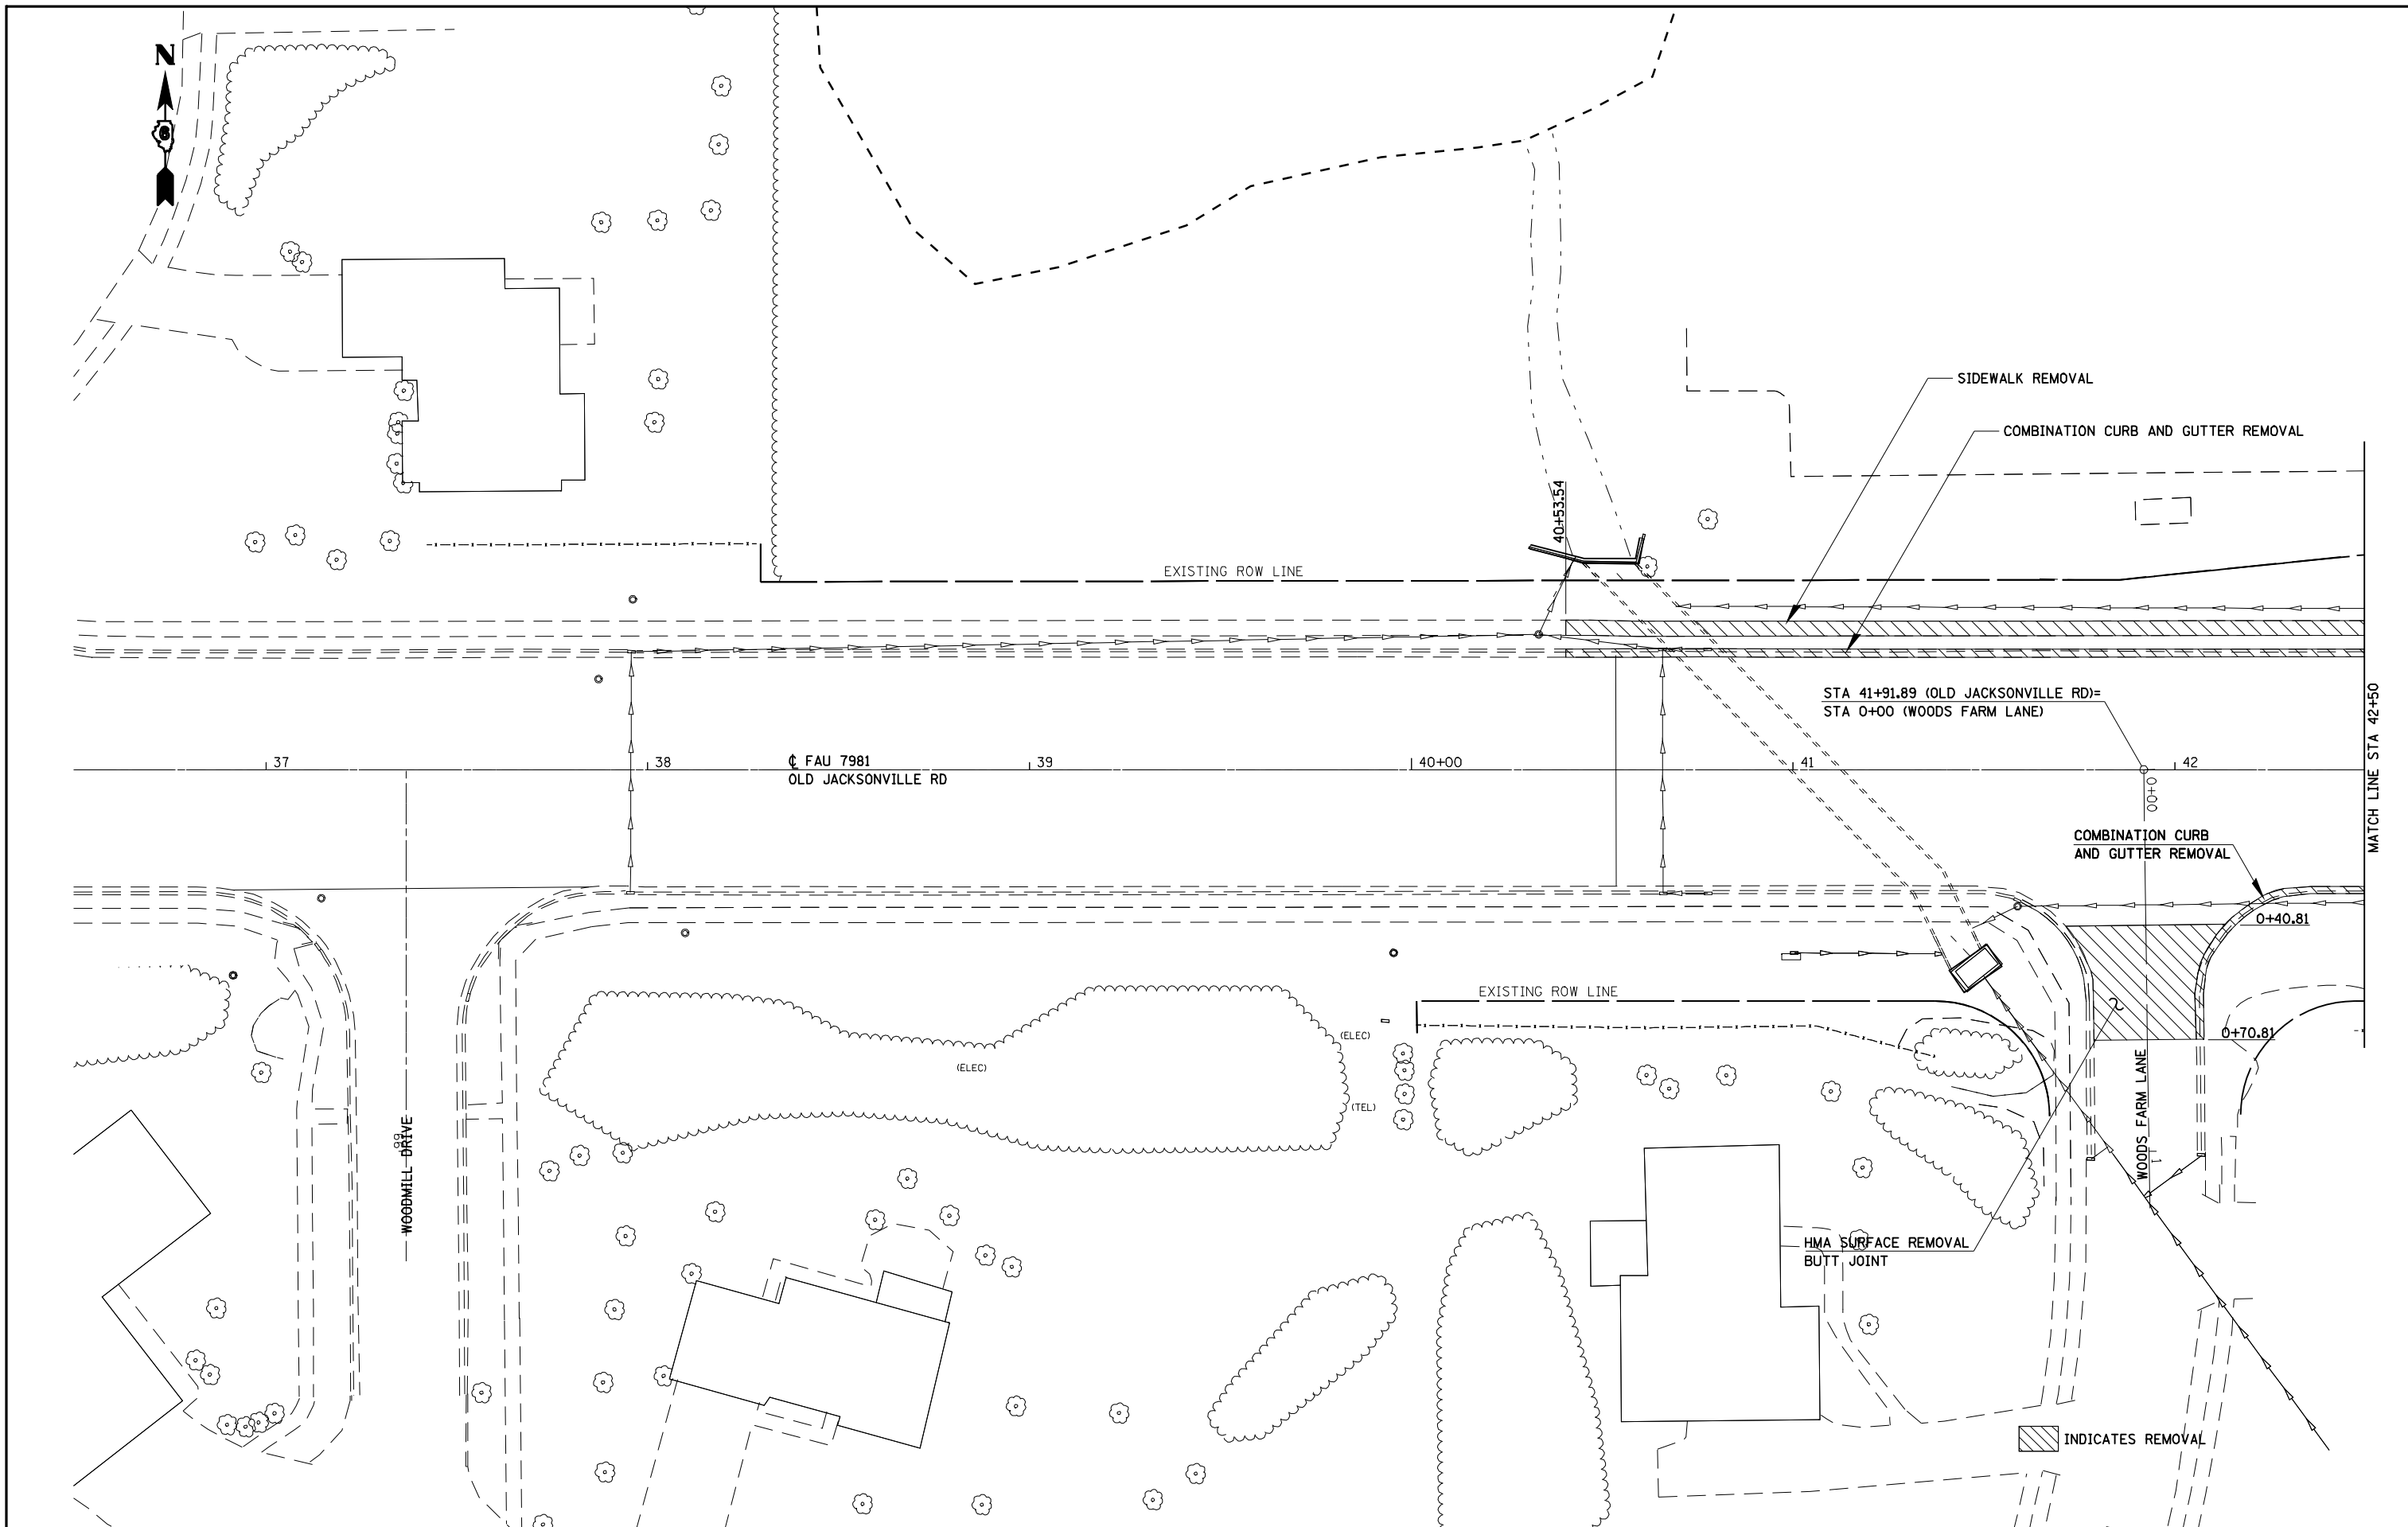 N
6
SIDEWALK REMOVAL
COMBINATION CURB AND GUTTER REMOVAL
40+53.54
EXISTING ROW LINE
STA 41+91.89 (OLD JACKSONVILLE RD)=
STA 0+00 (WOODS FARM LANE)
MATCH LINE STA 42+50
37
38
℄ FAU 7981
OLD JACKSONVILLE RD
39
40+00
41
42
0+00
COMBINATION CURB
AND GUTTER REMOVAL
0+40.81
EXISTING ROW LINE
0+70.81
(ELEC)
(ELEC)
(TEL)
WOODMILL DRIVE
99
WOODS FARM LANE
1
HMA SURFACE REMOVAL
BUTT JOINT
INDICATES REMOVAL